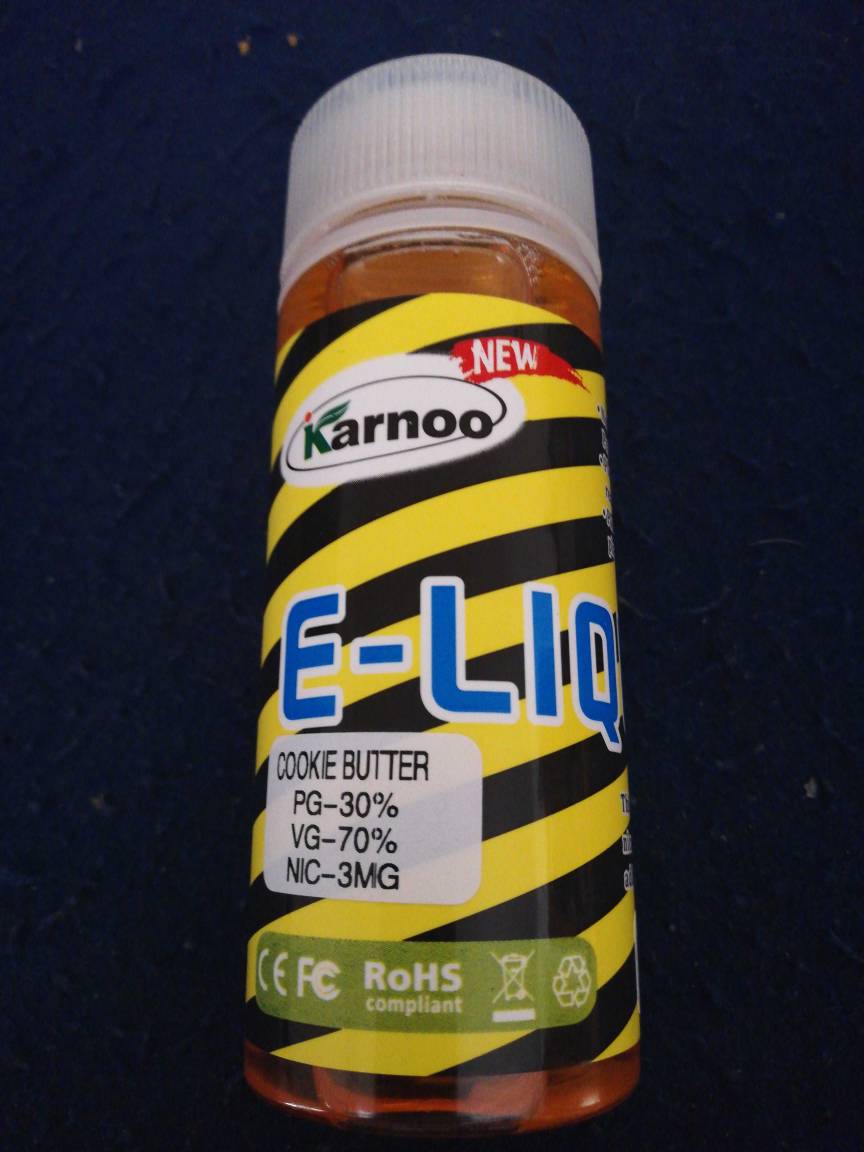 NEW
Karnoo
E-LIQ
COOKIE BUTTER
PG-30%
VG-70%
NIC-3MG
CE FC RoHS
compliant